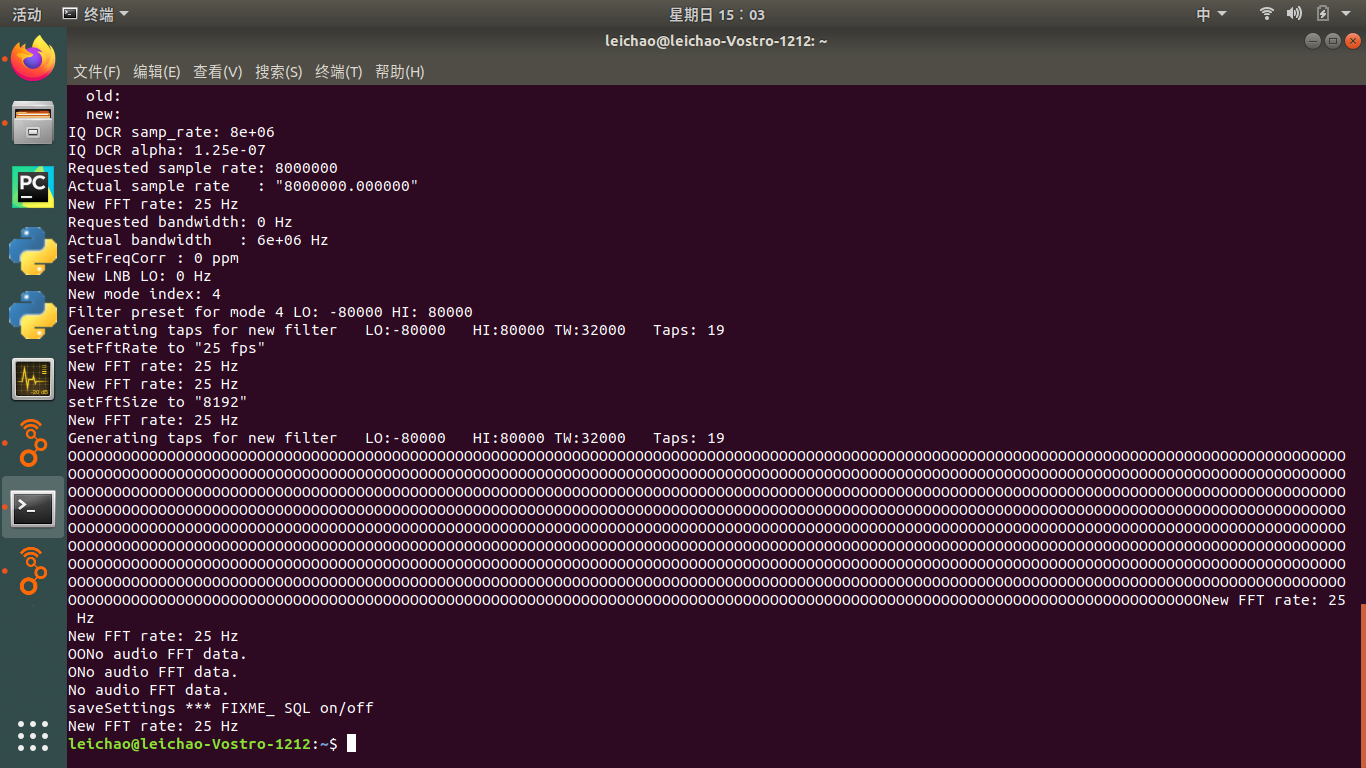 活动 终端 星期日 15：03 中
PC
leichao@leichao-Vostro-1212: ~
文件(F) 编辑(E) 查看(V) 搜索(S) 终端(T) 帮助(H)
old:
new:
IQ DCR samp_rate: 8e+06
IQ DCR alpha: 1.25e-07
Requested sample rate: 8000000
Actual sample rate   : "8000000.000000"
New FFT rate: 25 Hz
Requested bandwidth: 0 Hz
Actual bandwidth   : 6e+06 Hz
setFreqCorr : 0 ppm
New LNB LO: 0 Hz
New mode index: 4
Filter preset for mode 4 LO: -80000 HI: 80000
Generating taps for new filter   LO:-80000   HI:80000 TW:32000   Taps: 19
setFftRate to "25 fps"
New FFT rate: 25 Hz
New FFT rate: 25 Hz
setFftSize to "8192"
New FFT rate: 25 Hz
Generating taps for new filter   LO:-80000   HI:80000 TW:32000   Taps: 19
New FFT rate: 25
Hz
New FFT rate: 25 Hz
OONo audio FFT data.
ONo audio FFT data.
No audio FFT data.
saveSettings *** FIXME_ SQL on/off
New FFT rate: 25 Hz
leichao@leichao-Vostro-1212:~$